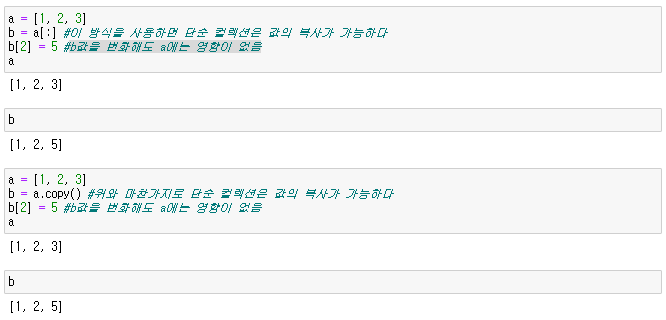 a = [1, 2, 3]
b = a[:] #이 방식을 사용하면 단순 컬렉션은 값의 복사가 가능하다
b[2] = 5 #b값을 변화해도 a에는 영향이 없음
a
[1, 2, 3]
b
[1, 2, 5]
a = [1, 2, 3]
b = a.copy() #위와 마찬가지로 단순 컬렉션은 값의 복사가 가능하다
b[2] = 5 #b값을 변화해도 a에는 영향이 없음
a
[1, 2, 3]
b
[1, 2, 5]